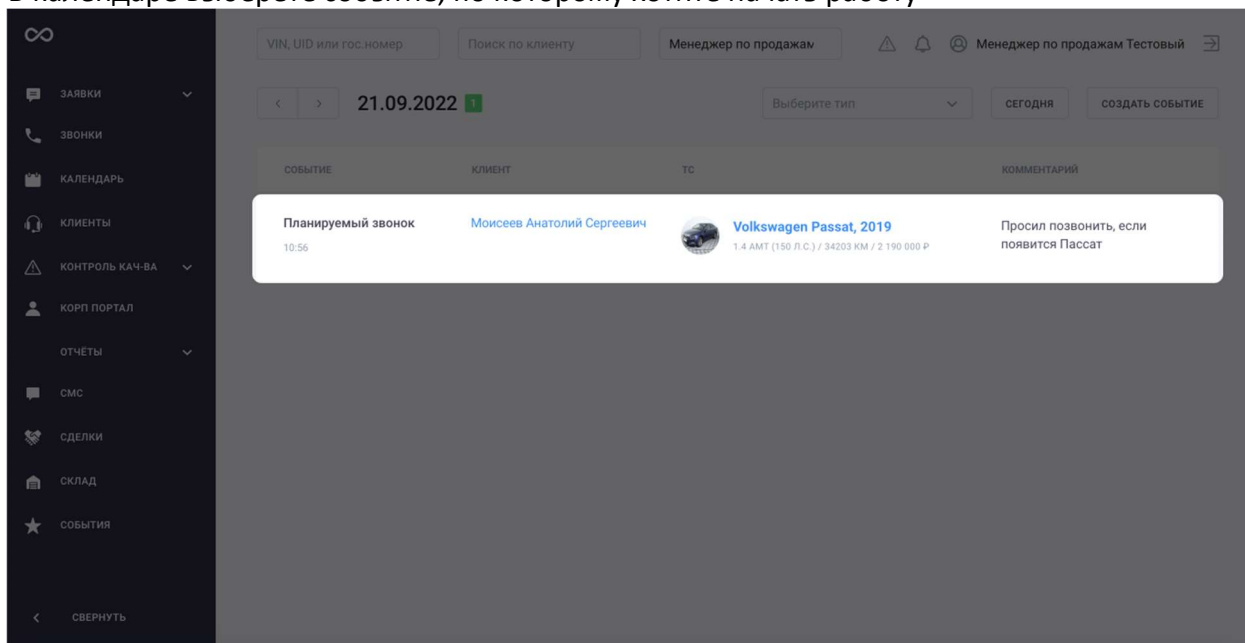 В календаре выберете событие, по которому хотите начать работу
VIN, UID или гос.номер
Поиск по клиенту
Менеджер по продажам
Менеджер по продажам Тестовый
ЗАЯВКИ
21.09.2022 1
Выберите тип
СЕГОДНЯ
СОЗДАТЬ СОБЫТИЕ
ЗВОНКИ
КАЛЕНДАРЬ
СОБЫТИЕ
КЛИЕНТ
ТС
КОММЕНТАРИЙ
КЛИЕНТЫ
Планируемый звонок
10:56
Моисеев Анатолий Сергеевич
Volkswagen Passat, 2019
1.4 AMT (150 Л.С.) / 34203 КМ / 2 190 000 ₽
Просил позвонить, если
появится Пассат
КОНТРОЛЬ КАЧ-ВА
КОРП ПОРТАЛ
ОТЧЁТЫ
СМС
СДЕЛКИ
СКЛАД
СОБЫТИЯ
СВЕРНУТЬ